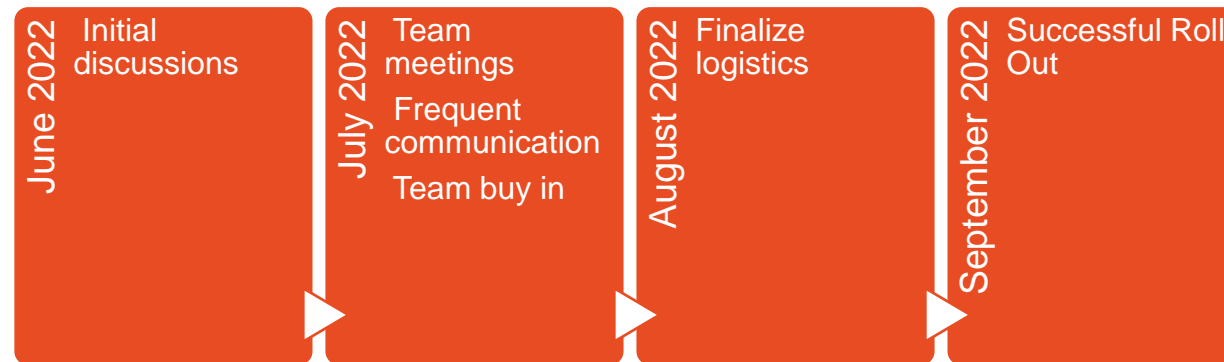 June 2022
Initial
discussions
July 2022
Team
meetings
Frequent
communication
Team buy in
August 2022
Finalize
logistics
September 2022
Successful Roll
Out